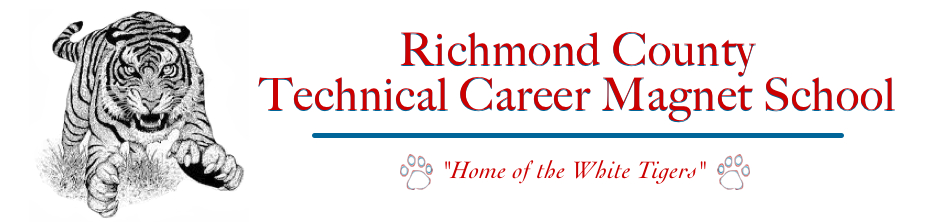 Richmond County
Technical Career Magnet School
"Home of the White Tigers"